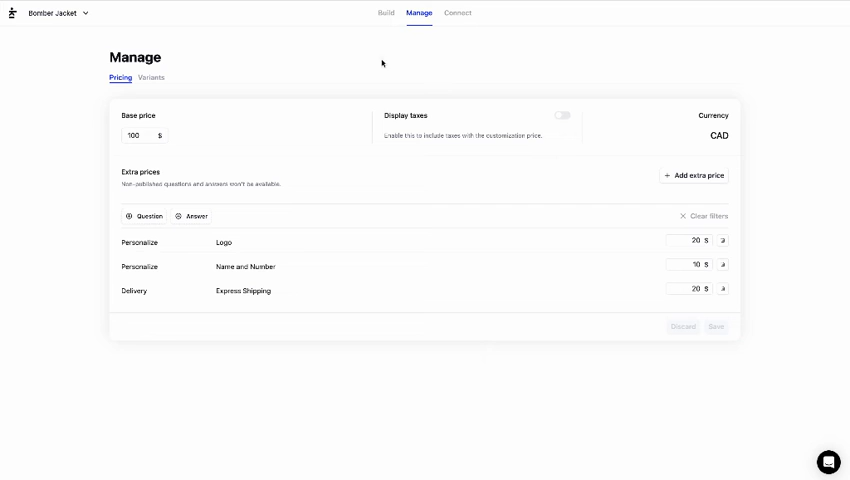 Bomber Jacket
Build Manage Connect
Manage
Pricing Variants
Base price Display taxes Currency
100 $ Enable this to include taxes with the customization price. CAD
Extra prices
Non-published questions and answers won't be available.
+ Add extra price
Question Answer Clear filters
Personalize Logo 20 $
Personalize Name and Number 10 $
Delivery Express Shipping 20 $
Discard Save